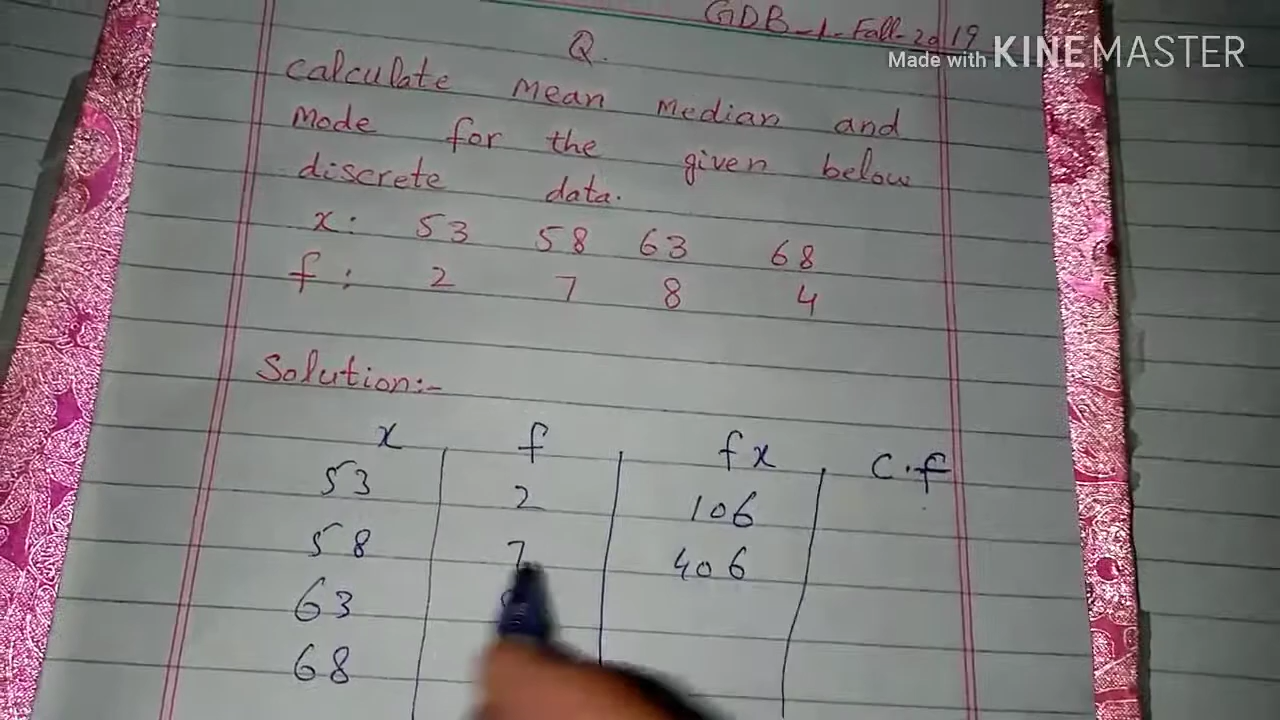 GDB-1-Fall-2019
Made with KINEMASTER
Q.
Calculate Mean Median and
Mode for the given below
discrete data.
x: 53 58 63 68
f: 2 7 8 4
Solution:-
x f fx C.f
53 2 106
58 7 406
63
68